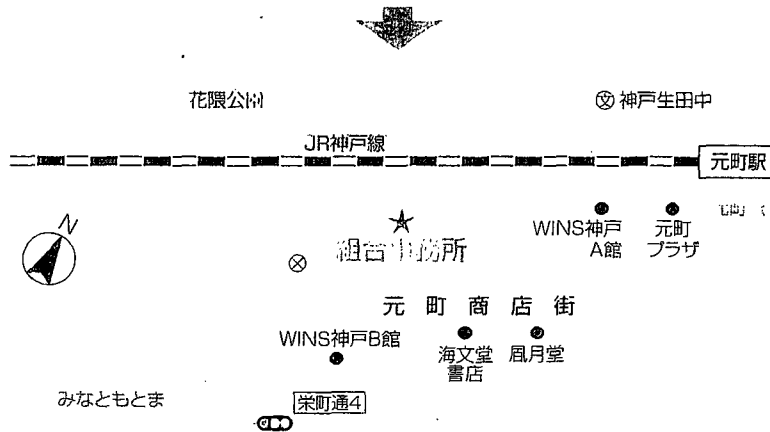 花隈公園
文 神戸生田中
JR神戸線
元町駅
N
WINS神戸
A館
元町
プラザ
組合事務所
元町商店街
WINS神戸B館
海文堂
書店
風月堂
みなともとま
栄町通4